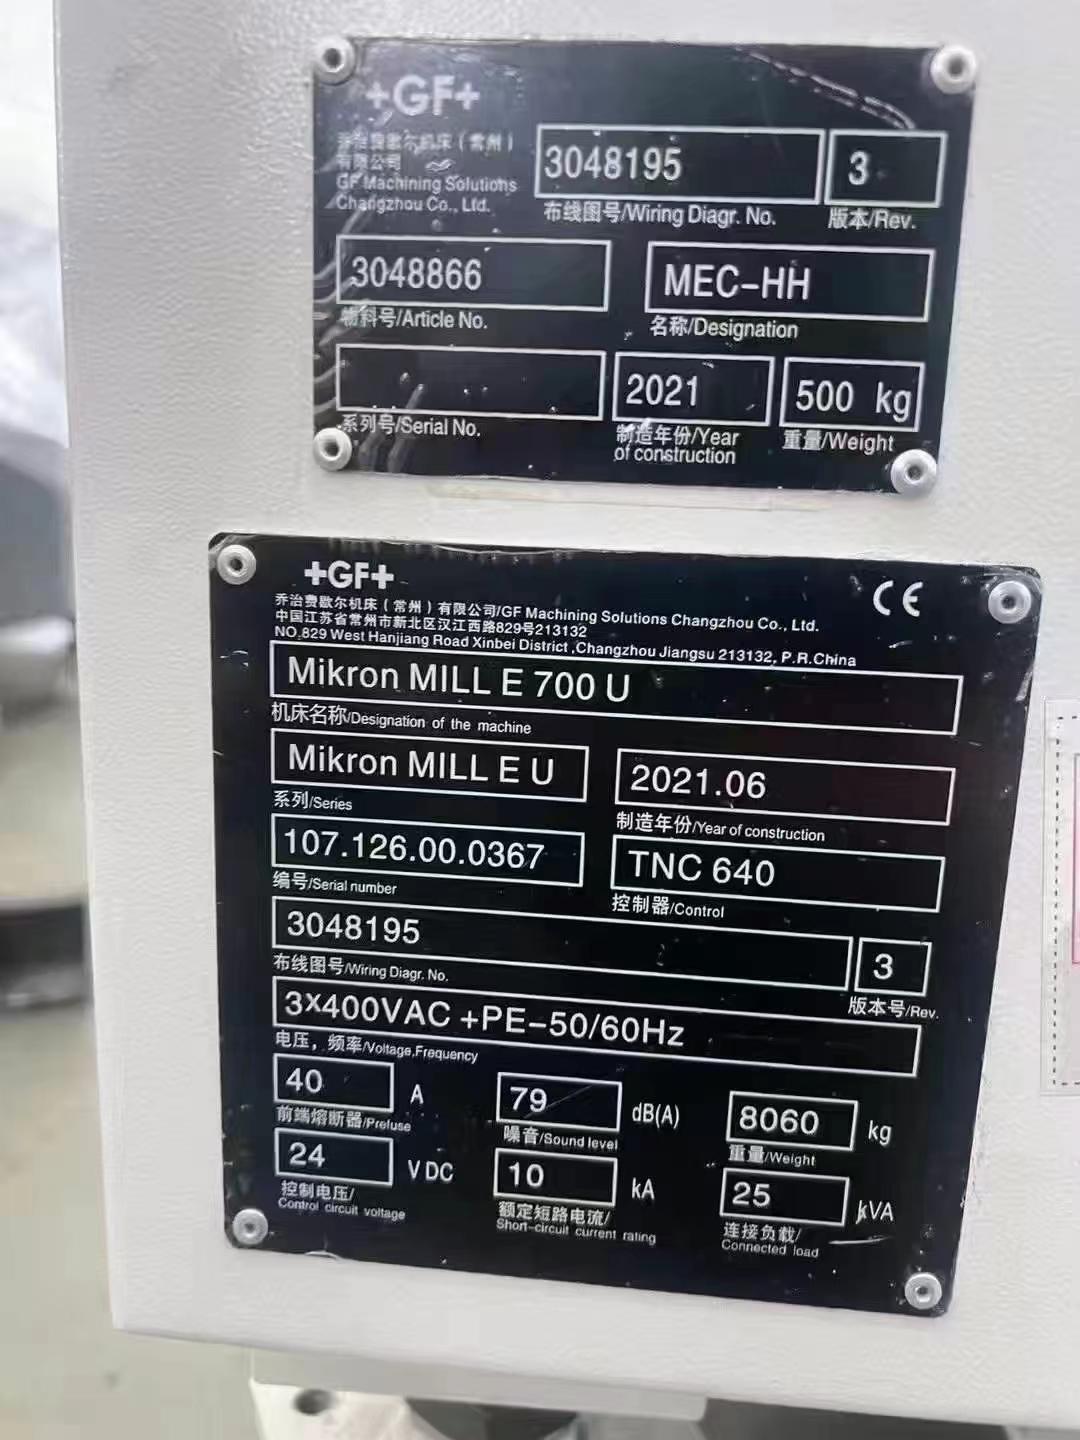 +GF+
乔治费歇尔机床（常州）
有限公司
GF Machining Solutions
Changzhou Co., Ltd.
3048195
布线图号/Wiring Diagr. No.
3
版本/Rev.
3048866
物料号/Article No.
MEC-HH
名称/Designation
系列号/Serial No.
2021
制造年份/Year
of construction
500 kg
重量/Weight
+GF+
CE
乔治费歇尔机床（常州）有限公司/GF Machining Solutions Changzhou Co., Ltd.
中国江苏省常州市新北区汉江西路829号213132
NO.829 West Hanjiang Road Xinbei District ,Changzhou Jiangsu 213132, P.R.China
Mikron MILL E 700 U
机床名称/Designation of the machine
Mikron MILL E U
系列/Series
2021.06
制造年份/Year of construction
107.126.00.0367
编号/Serial number
TNC 640
控制器/Control
3048195
布线图号/Wiring Diagr. No.
3
版本号/Rev.
3x400VAC +PE-50/60Hz
电压，频率/Voltage,Frequency
40 A
前端熔断器/Prefuse
79 dB(A)
噪音/Sound level
8060 kg
重量/Weight
24 V DC
控制电压/
Control circuit voltage
10 kA
额定短路电流/
Short-circuit current rating
25 kVA
连接负载/
Connected load